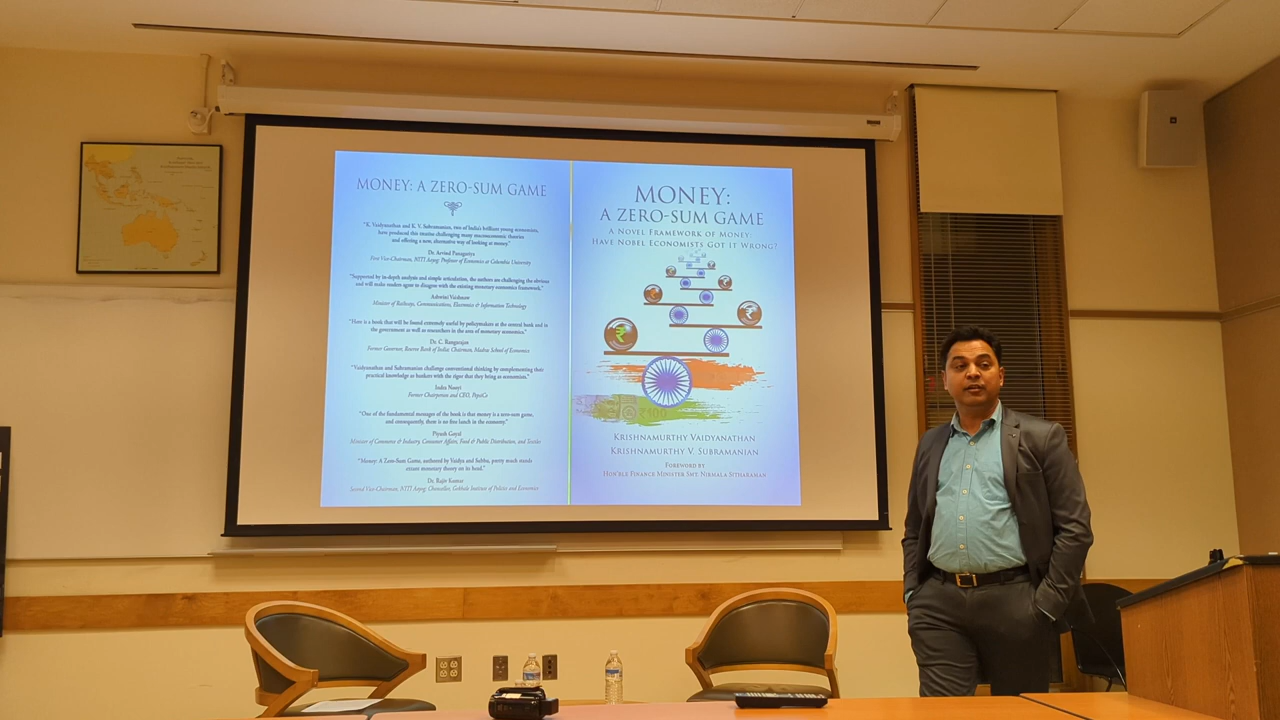 MONEY: A ZERO-SUM GAME
"K. Vaidyanathan and K. V. Subramanian, two of India's brilliant young economists,
have produced this treatise challenging many macroeconomic theories
and offering a new, alternative way of looking at money."
Dr. Arvind Panagariya
First Vice-Chairman, NITI Aayog; Professor of Economics at Columbia University
"Supported by in-depth analysis and simple articulation, the authors are challenging the obvious
and will make readers agree to disagree with the existing monetary economics framework."
Ashwini Vaishnaw
Minister of Railways, Communications, Electronics & Information Technology
"Here is a book that will be found extremely useful by policymakers at the central bank and in
the government as well as researchers in the area of monetary economics."
Dr. C. Rangarajan
Former Governor, Reserve Bank of India; Chairman, Madras School of Economics
"Vaidyanathan and Subramanian challenge conventional thinking by complementing their
practical knowledge as bankers with the rigor that they bring as economists."
Indra Nooyi
Former Chairperson and CEO, PepsiCo
"One of the fundamental messages of the book is that money is a zero-sum game,
and consequently, there is no free lunch in the economy."
Piyush Goyal
Minister of Commerce & Industry, Consumer Affairs, Food & Public Distribution, and Textiles
"Money: A Zero-Sum Game, authored by Vaidya and Subbu, pretty much stands
extant monetary theory on its head."
Dr. Rajiv Kumar
Second Vice-Chairman, NITI Aayog; Chancellor, Gokhale Institute of Politics and Economics
MONEY:
A ZERO-SUM GAME
A NOVEL FRAMEWORK OF MONEY:
HAVE NOBEL ECONOMISTS GOT IT WRONG?
₹
₹
₹100
KRISHNAMURTHY VAIDYANATHAN
KRISHNAMURTHY V. SUBRAMANIAN
FOREWORD BY
HON'BLE FINANCE MINISTER SMT. NIRMALA SITHARAMAN